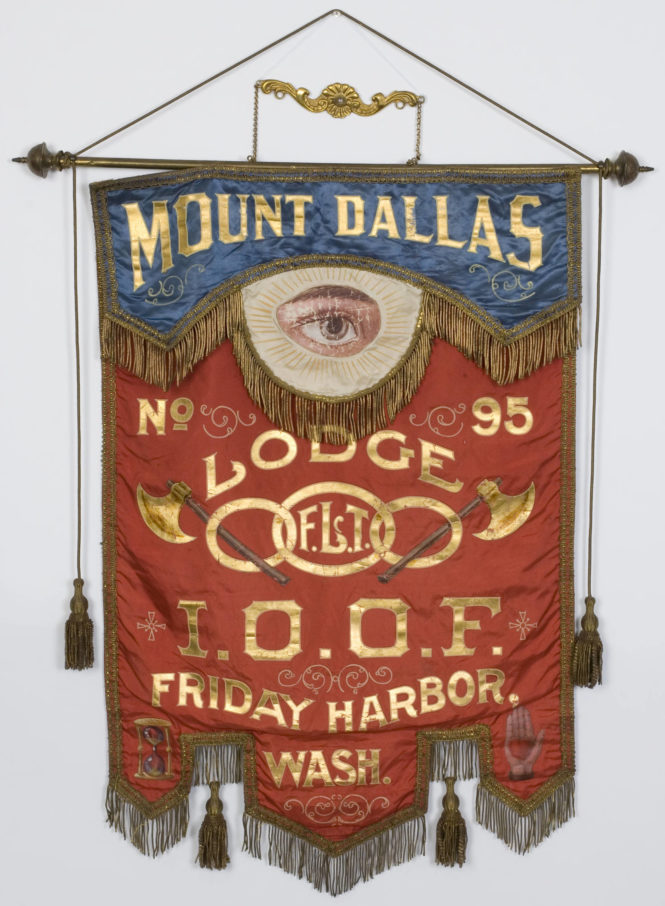 MOUNT DALLAS
No 95
LODGE
F.L&T.
I.O.O.F.
FRIDAY HARBOR,
WASH.